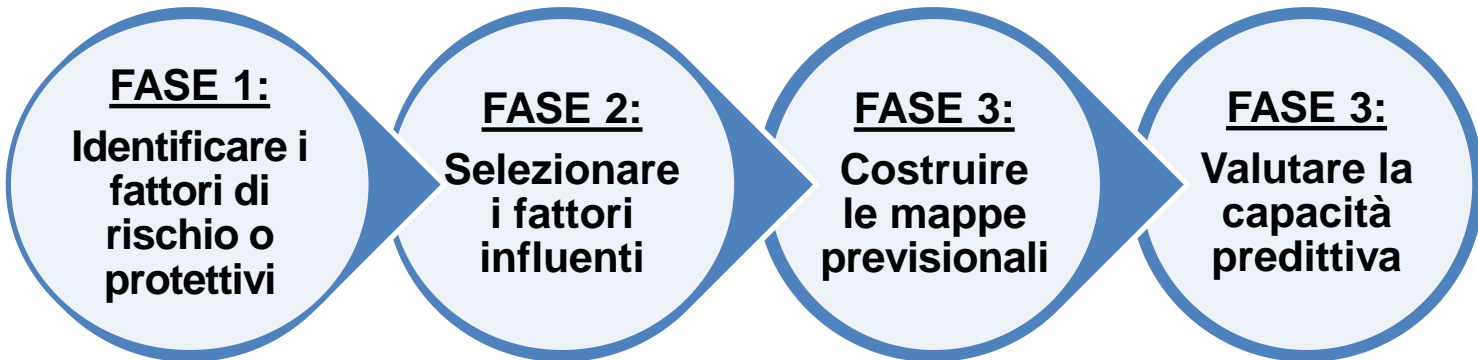 FASE 1:
Identificare i
fattori di
rischio o
protettivi
FASE 2:
Selezionare
i fattori
influenti
FASE 3:
Costruire
le mappe
previsionali
FASE 3:
Valutare la
capacità
predittiva